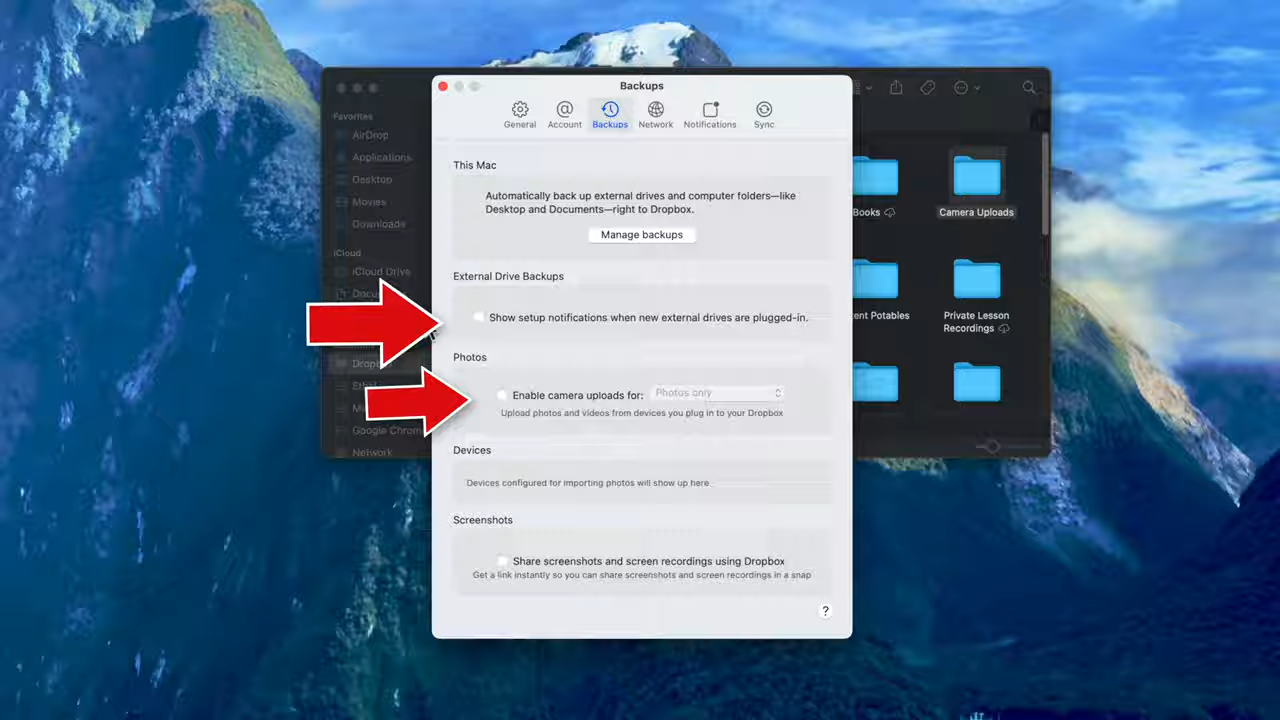 Backups
General
Account
Backups
Network
Notifications
Sync
This Mac
Automatically back up external drives and computer folders—like
Desktop and Documents—right to Dropbox.
Manage backups
External Drive Backups
Show setup notifications when new external drives are plugged-in.
Photos
Enable camera uploads for: Photos only
Upload photos and videos from devices you plug in to your Dropbox
Devices
Devices configured for importing photos will show up here
Screenshots
Share screenshots and screen recordings using Dropbox
Get a link instantly so you can share screenshots and screen recordings in a snap
?
Favorites
AirDrop
Applications
Desktop
Movies
Downloads
iCloud
iCloud Drive
Google Chrom
Network
Books
Camera Uploads
ent Potables
Private Lesson
Recordings